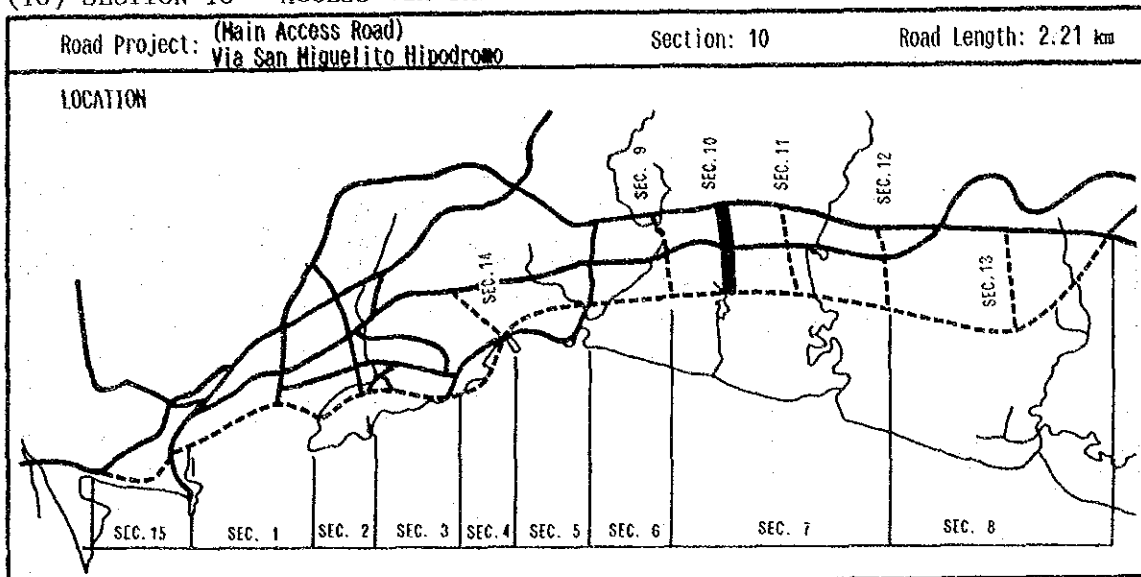 (Main Access Road)
Road Project: Via San Miguelito Hipodromo
Section: 10
Road Length: 2.21 km
LOCATION
SEC. 9
SEC. 10
SEC. 11
SEC. 12
SEC. 14
SEC. 13
SEC. 15
SEC. 1
SEC. 2
SEC. 3
SEC. 4
SEC. 5
SEC. 6
SEC. 7
SEC. 8